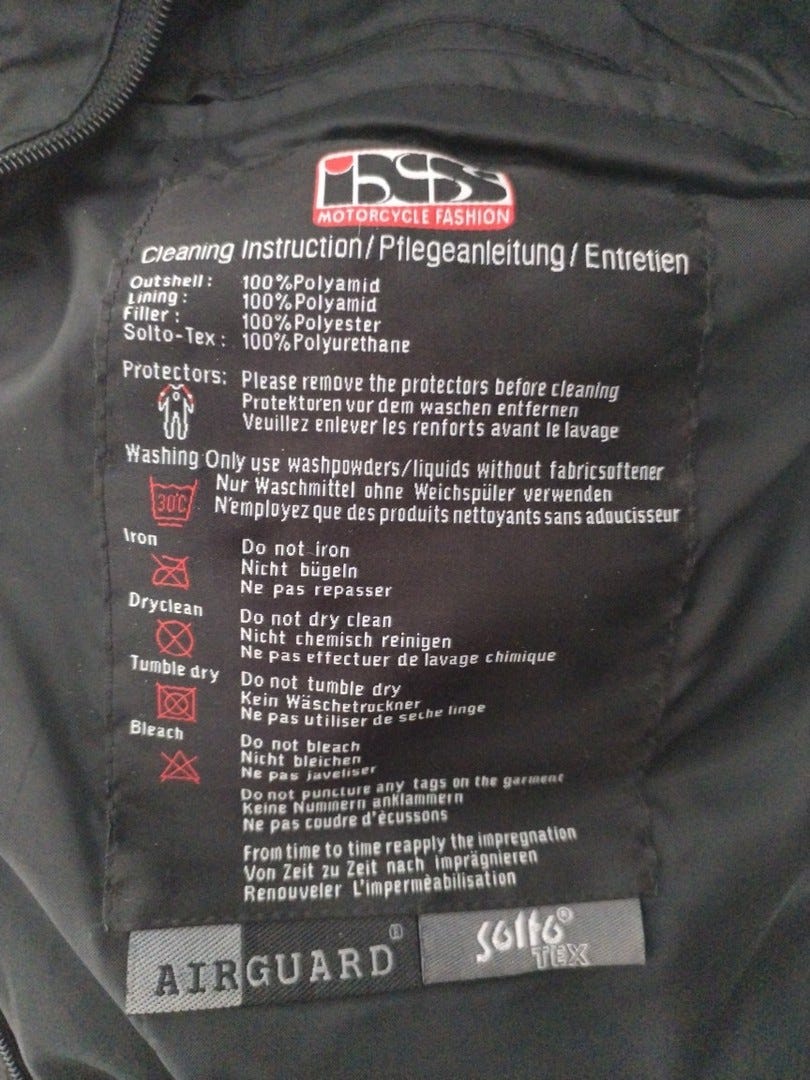 ixs
MOTORCYCLE FASHION
Cleaning Instruction/Pflegeanleitung/Entretien
Outshell: 100%Polyamid
Lining: 100%Polyamid
Filler: 100%Polyester
Solto-Tex: 100%Polyurethane
Protectors: Please remove the protectors before cleaning
Protektoren vor dem waschen entfernen
Veuillez enlever les renforts avant le lavage
Washing Only use washpowders/liquids without fabricsoftener
30°C Nur Waschmittel ohne Weichspüler verwenden
N'employez que des produits nettoyants sans adoucisseur
Iron Do not iron
Nicht bügeln
Ne pas repasser
Dryclean Do not dry clean
Nicht chemisch reinigen
Ne pas effectuer de lavage chimique
Tumble dry Do not tumble dry
Kein Wäschetrockner
Ne pas utiliser de seche linge
Bleach Do not bleach
Nicht bleichen
Ne pas javeliser
Do not puncture any tags on the garment
Keine Nummern anklammern
Ne pas coudre d'écussons
From time to time reapply the impregnation
Von Zeit zu Zeit nach imprägnieren
Renouveler L'imperméabilisation
AIRGUARD® Solto® TEX